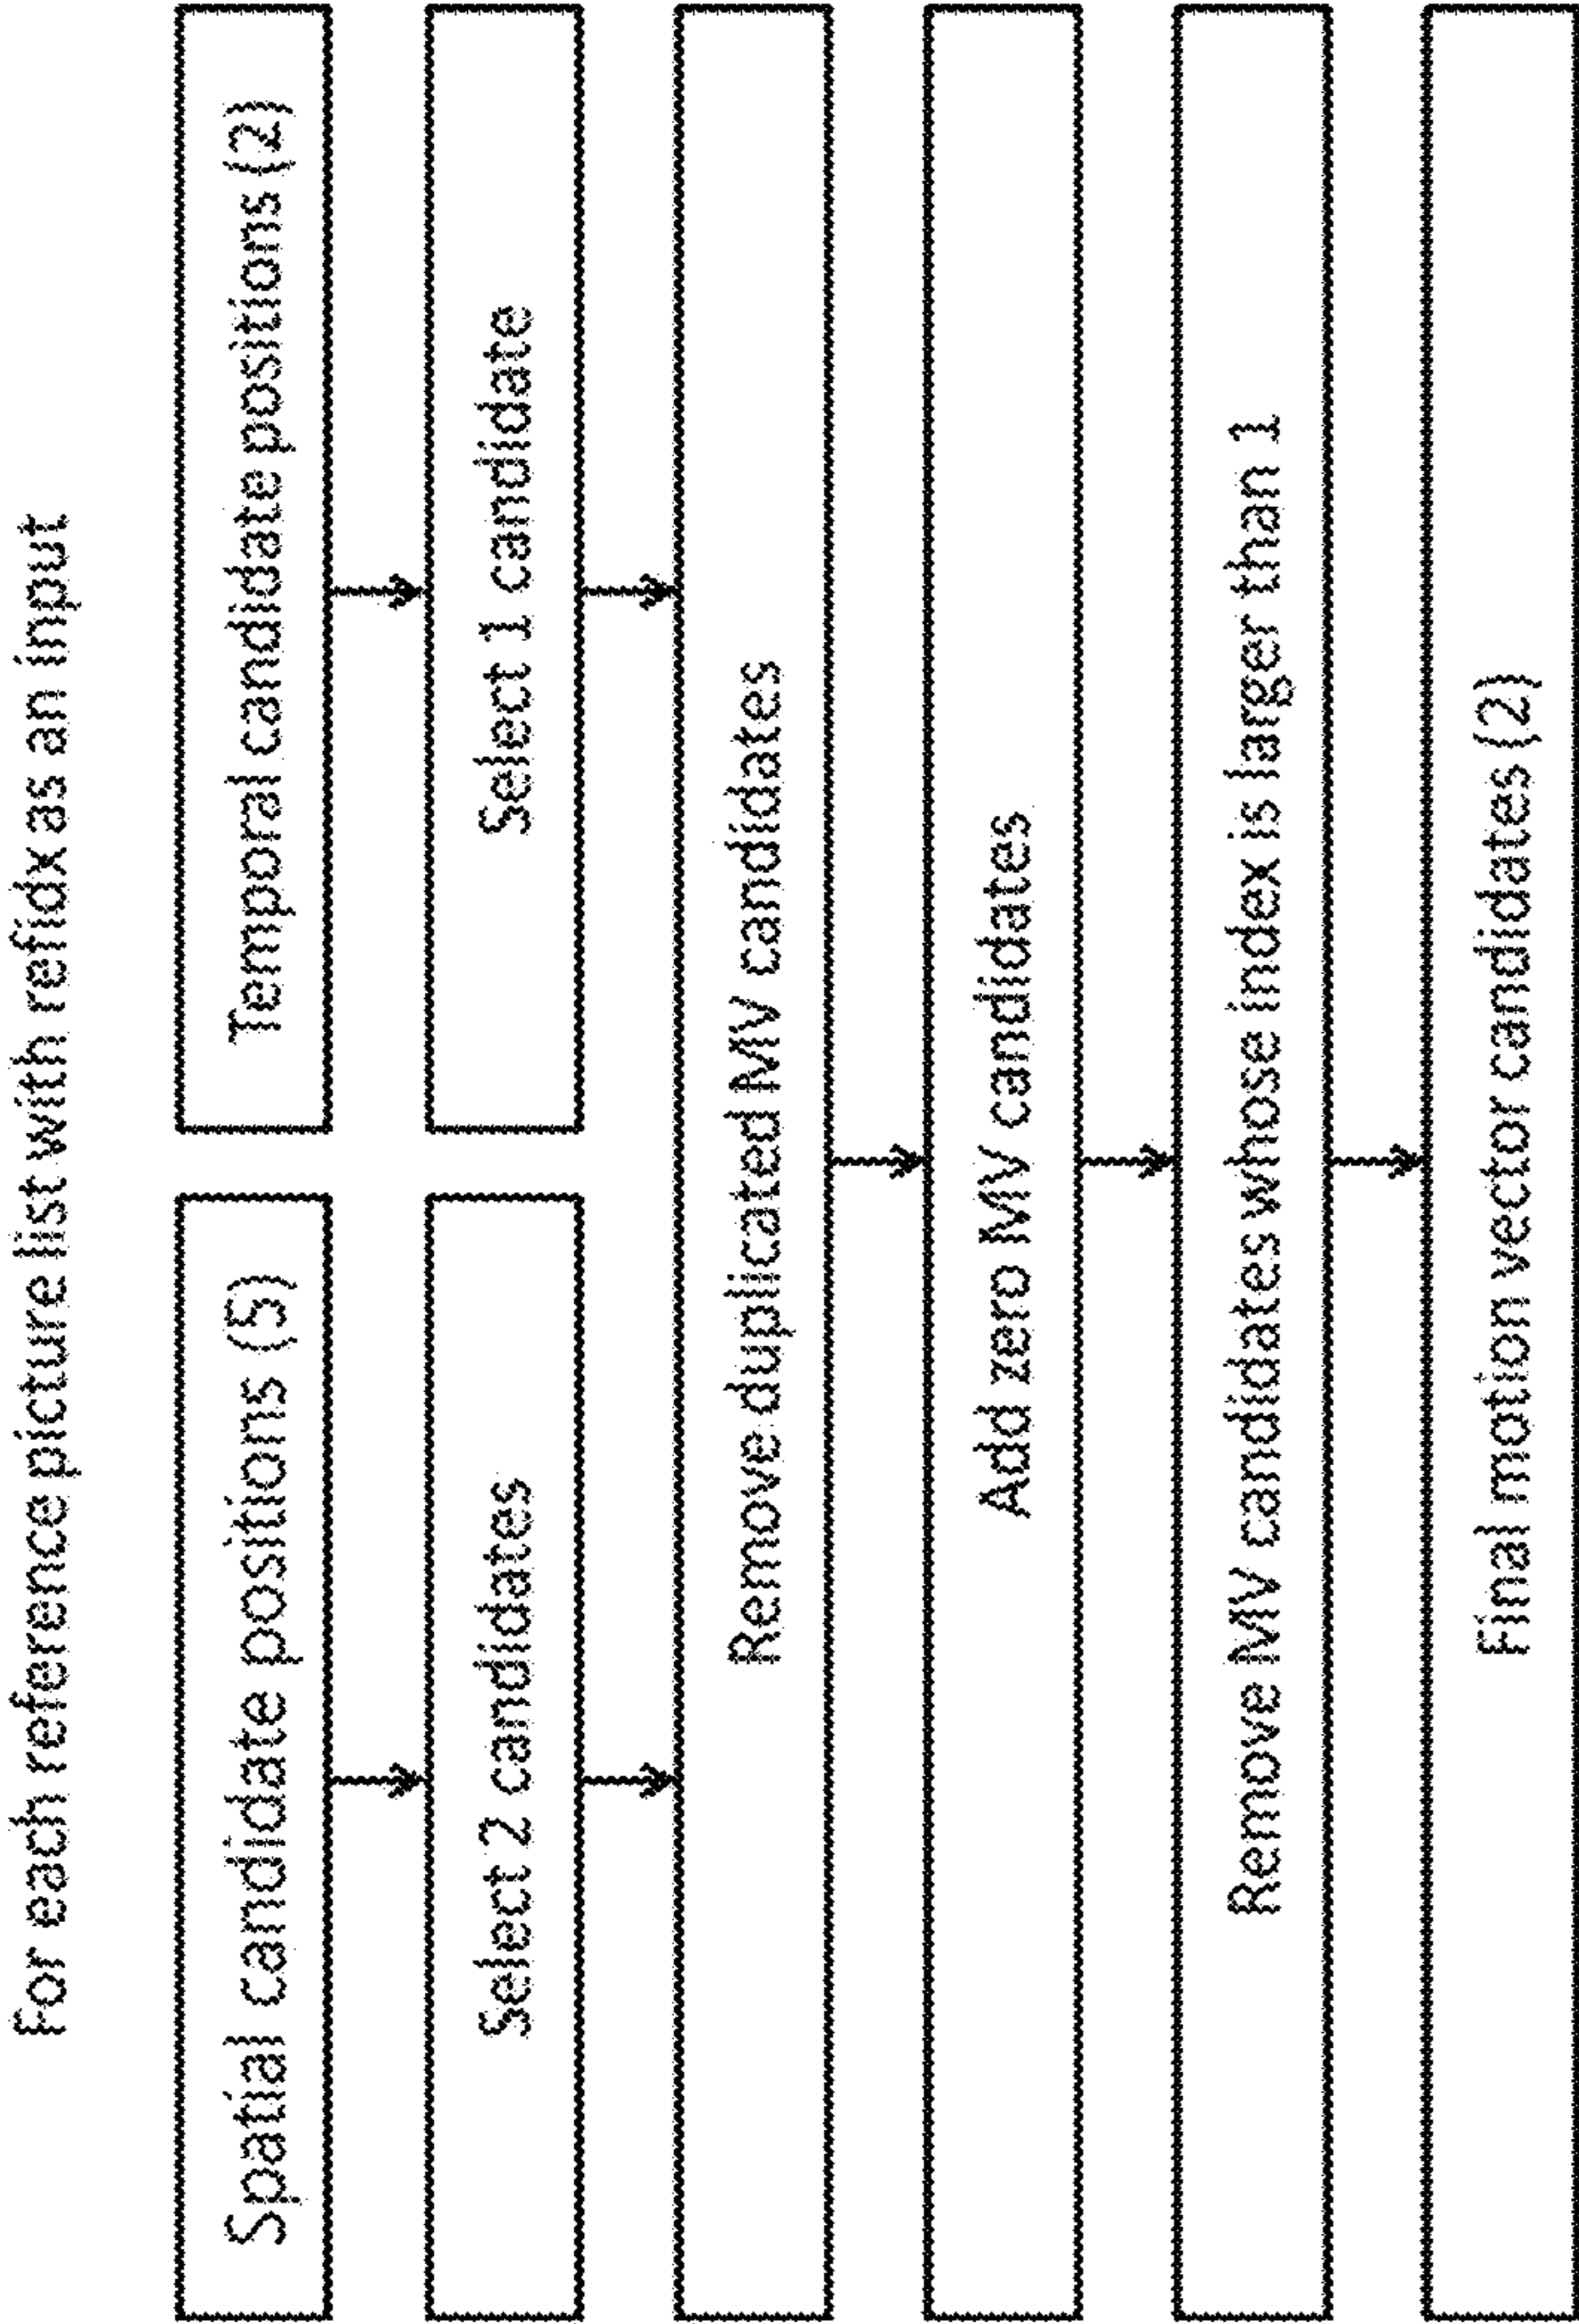 For each reference picture list with refidx as an input
Spatial candidate positions (5)
Temporal candidate positions (2)
Select 2 candidates
Select 1 candidate
Remove duplicated MV candidates
Add zero MV candidates
Remove MV candidates whose index is larger than 1
Final motion vector candidates (2)